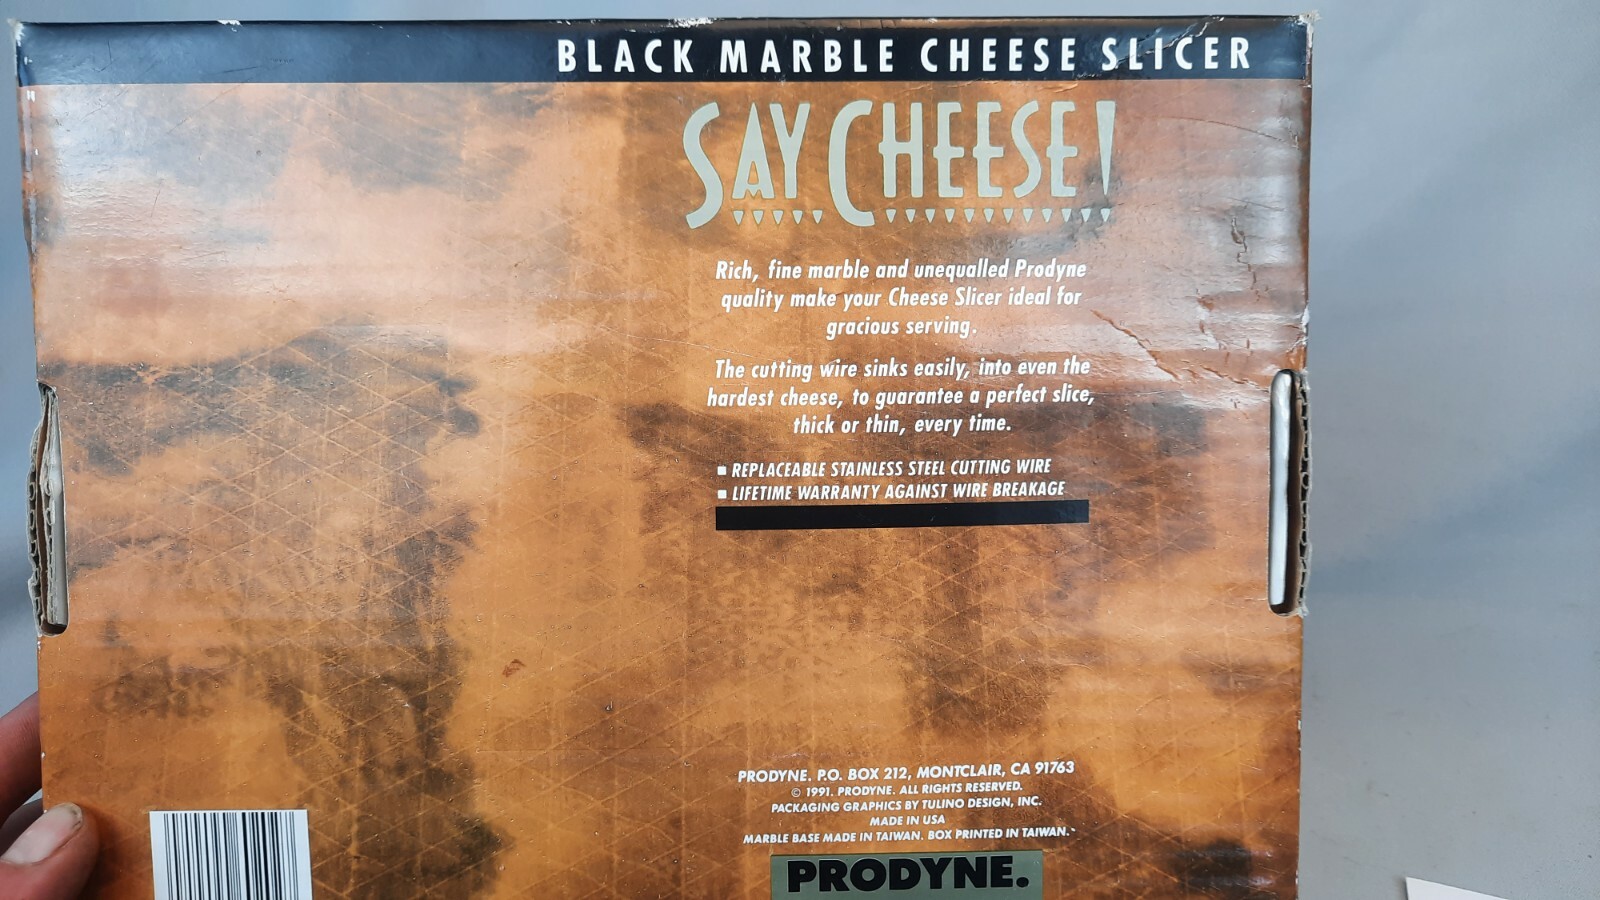 BLACK MARBLE CHEESE SLICER
SAY CHEESE!
Rich, fine marble and unequalled Prodyne
quality make your Cheese Slicer ideal for
gracious serving.
The cutting wire sinks easily, into even the
hardest cheese, to guarantee a perfect slice,
thick or thin, every time.
▪ REPLACEABLE STAINLESS STEEL CUTTING WIRE
▪ LIFETIME WARRANTY AGAINST WIRE BREAKAGE
PRODYNE. P.O. BOX 212, MONTCLAIR, CA 91763
© 1991. PRODYNE. ALL RIGHTS RESERVED.
PACKAGING GRAPHICS BY TULINO DESIGN, INC.
MADE IN USA
MARBLE BASE MADE IN TAIWAN. BOX PRINTED IN TAIWAN.
PRODYNE.